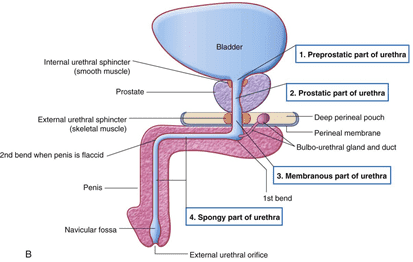 Bladder
1. Preprostatic part of urethra
Internal urethral sphincter
(smooth muscle)
Prostate
2. Prostatic part of urethra
External urethral sphincter
(skeletal muscle)
Deep perineal pouch
Perineal membrane
Bulbo-urethral gland and duct
2nd bend when penis is flaccid
3. Membranous part of urethra
Penis
1st bend
4. Spongy part of urethra
Navicular fossa
B
External urethral orifice